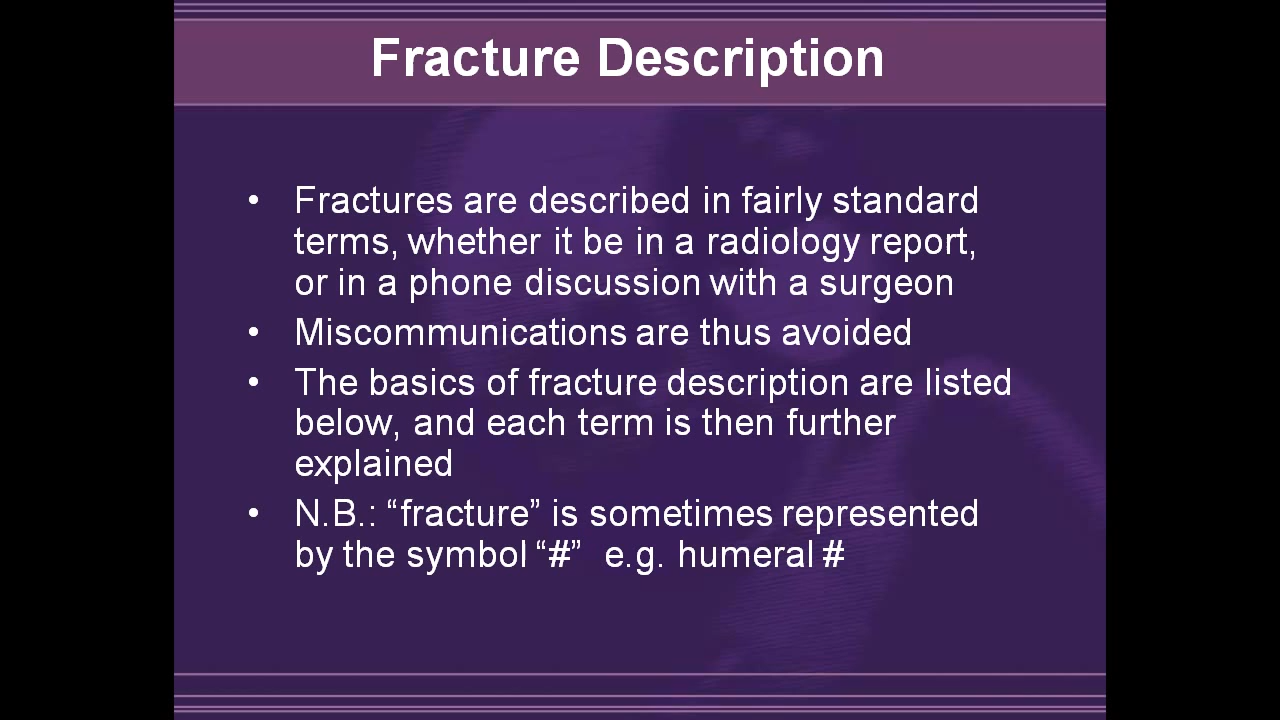 Fracture Description
• Fractures are described in fairly standard
terms, whether it be in a radiology report,
or in a phone discussion with a surgeon
• Miscommunications are thus avoided
• The basics of fracture description are listed
below, and each term is then further
explained
• N.B.: “fracture” is sometimes represented
by the symbol “#”  e.g. humeral #